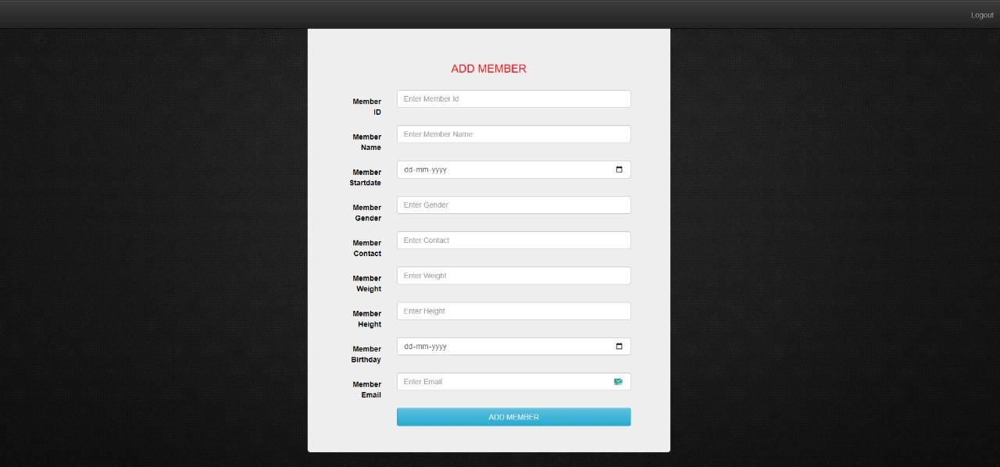 Logout
ADD MEMBER
Member
ID
Enter Member Id
Member
Name
Enter Member Name
Member
Startdate
dd-mm-yyyy
Member
Gender
Enter Gender
Member
Contact
Enter Contact
Member
Weight
Enter Weight
Member
Height
Enter Height
Member
Birthday
dd-mm-yyyy
Member
Email
Enter Email
ADD MEMBER